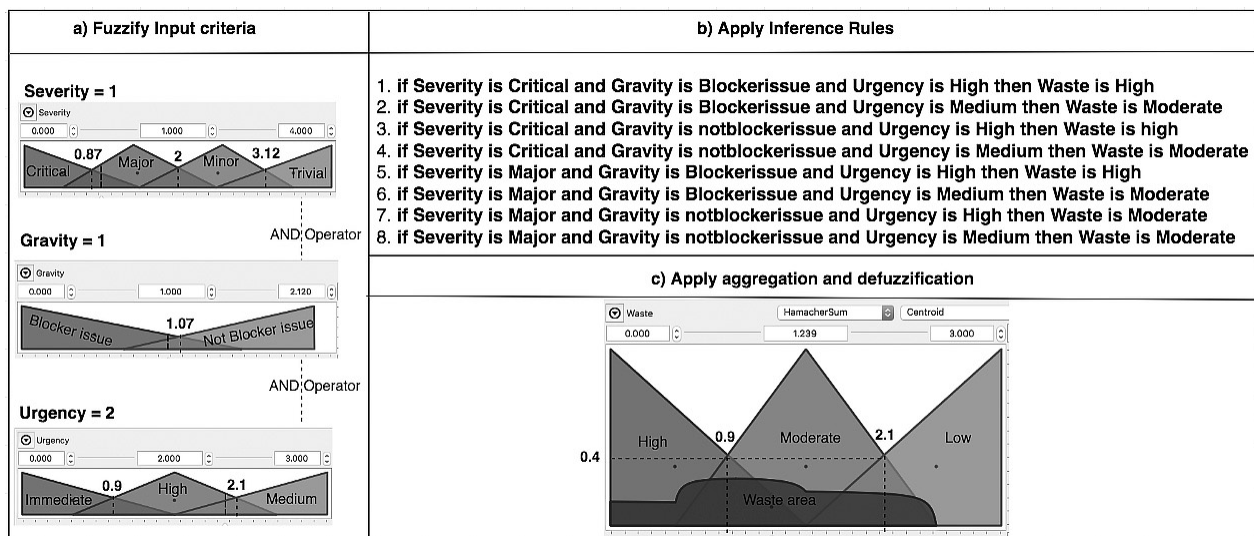 a) Fuzzify Input criteria
b) Apply Inference Rules
Severity = 1
Severity
0.000 1.000 4.000
0.87 2 3.12
Critical Major Minor Trivial
AND Operator
Gravity = 1
Gravity
0.000 1.000 2.120
1.07
Blocker issue Not Blocker issue
AND Operator
Urgency = 2
Urgency
0.000 2.000 3.000
0.9 2.1
Immediate High Medium
1. if Severity is Critical and Gravity is Blockerissue and Urgency is High then Waste is High
2. if Severity is Critical and Gravity is Blockerissue and Urgency is Medium then Waste is Moderate
3. if Severity is Critical and Gravity is notblockerissue and Urgency is High then Waste is high
4. if Severity is Critical and Gravity is notblockerissue and Urgency is Medium then Waste is Moderate
5. if Severity is Major and Gravity is Blockerissue and Urgency is High then Waste is High
6. if Severity is Major and Gravity is Blockerissue and Urgency is Medium then Waste is Moderate
7. if Severity is Major and Gravity is notblockerissue and Urgency is High then Waste is Moderate
8. if Severity is Major and Gravity is notblockerissue and Urgency is Medium then Waste is Moderate
c) Apply aggregation and defuzzification
Waste HamacherSum Centroid
0.000 1.239 3.000
0.9 2.1
High Moderate Low
0.4
Waste area